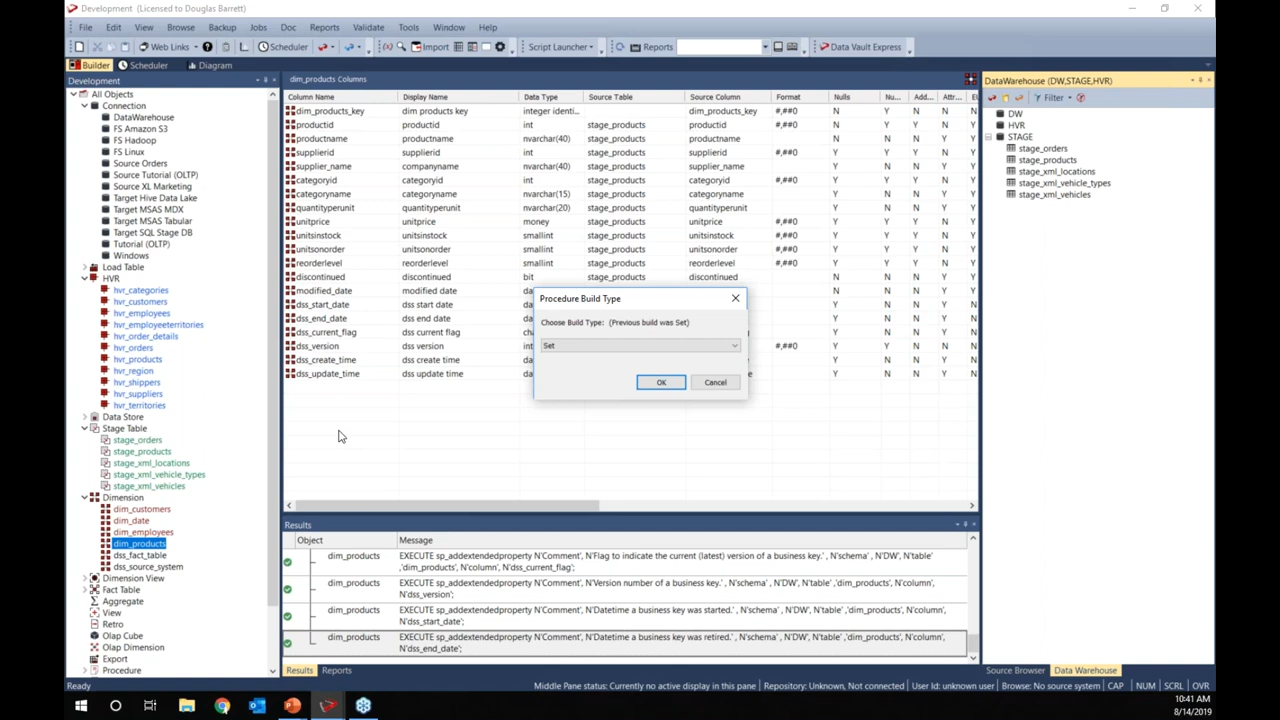 Development (Licensed to Douglas Barrett)
File Edit View Browse Backup Jobs Doc Reports Validate Tools Window Help
Web Links Scheduler Import Script Launcher Reports Data Vault Express
Builder Scheduler Diagram
Development
All Objects
Connection
DataWarehouse
FS Amazon S3
FS Hadoop
FS Linux
Source Orders
Source Tutorial (OLTP)
Source XL Marketing
Target Hive Data Lake
Target MSAS MDX
Target MSAS Tabular
Target SQL Stage DB
Tutorial (OLTP)
Windows
Load Table
HVR
hvr_categories
hvr_customers
hvr_employees
hvr_employeeterritories
hvr_order_details
hvr_orders
hvr_products
hvr_region
hvr_shippers
hvr_suppliers
hvr_territories
Data Store
Stage Table
stage_orders
stage_products
stage_xml_locations
stage_xml_vehicle_types
stage_xml_vehicles
Dimension
dim_customers
dim_date
dim_employees
dim_products
dss_fact_table
dss_source_system
Dimension View
Fact Table
Aggregate
View
Retro
Olap Cube
Olap Dimension
Export
Procedure
dim_products Columns
Column Name Display Name Data Type Source Table Source Column Format Nulls Nu... Add... Attr... El
dim_products_key dim products key integer identi... dim_products_key #,##0 N Y N N N
productid productid int stage_products productid #,##0 Y Y N Y Y
productname productname nvarchar(40) stage_products productname Y N N Y Y
supplierid supplierid int stage_products supplierid #,##0 Y Y N Y Y
supplier_name companyname nvarchar(40) stage_products supplier_name Y N N Y Y
categoryid categoryid int stage_products categoryid #,##0 Y Y N Y Y
categoryname categoryname nvarchar(15) stage_products categoryname Y N N Y Y
quantityperunit quantityperunit nvarchar(20) stage_products quantityperunit Y N N Y Y
unitprice unitprice money stage_products unitprice #,##0 Y Y Y Y Y
unitsinstock unitsinstock smallint stage_products unitsinstock #,##0 Y Y Y Y Y
unitsonorder unitsonorder smallint stage_products unitsonorder #,##0 Y Y Y Y Y
reorderlevel reorderlevel smallint stage_products reorderlevel #,##0 Y Y Y Y Y
discontinued discontinued bit stage_products discontinued
modified_date modified date
dss_start_date dss start date
dss_end_date dss end date
dss_current_flag dss current flag
dss_version dss version #,##0
dss_create_time dss create time
dss_update_time dss update time
Procedure Build Type
Choose Build Type: (Previous build was Set)
Set
OK Cancel
Results
Object Message
dim_products EXECUTE sp_addextendedproperty N'Comment', N'Flag to indicate the current (latest) version of a business key.' , N'schema' , N'DW', N'table'
,'dim_products', N'column', N'dss_current_flag';
dim_products EXECUTE sp_addextendedproperty N'Comment', N'Version number of a business key.' , N'schema' , N'DW', N'table' ,'dim_products', N'column',
N'dss_version';
dim_products EXECUTE sp_addextendedproperty N'Comment', N'Datetime a business key was started.' , N'schema' , N'DW', N'table' ,'dim_products', N'column',
N'dss_start_date';
dim_products EXECUTE sp_addextendedproperty N'Comment', N'Datetime a business key was retired.' , N'schema' , N'DW', N'table' ,'dim_products', N'column',
N'dss_end_date';
Results Reports
DataWarehouse (DW,STAGE,HVR)
Filter
DW
HVR
STAGE
stage_orders
stage_products
stage_xml_locations
stage_xml_vehicle_types
stage_xml_vehicles
Source Browser Data Warehouse
Ready Middle Pane status: Currently no active display in this pane Repository: Unknown, Not connected User Id: unknown user Browse: No source system CAP NUM SCRL OVR
10:41 AM
8/14/2019